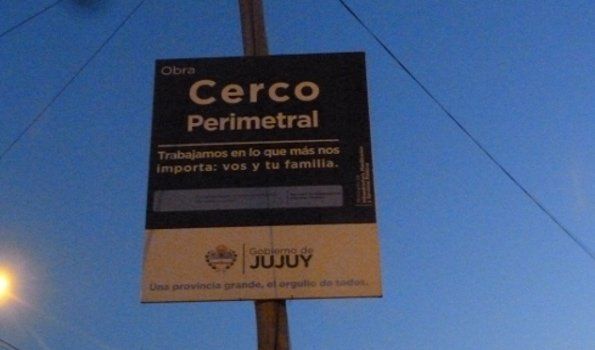 Obra
Cerco
Perimetral
Trabajamos en lo que más nos
importa: vos y tu familia.
Gobierno de
JUJUY
Una provincia grande, el orgullo de todos.